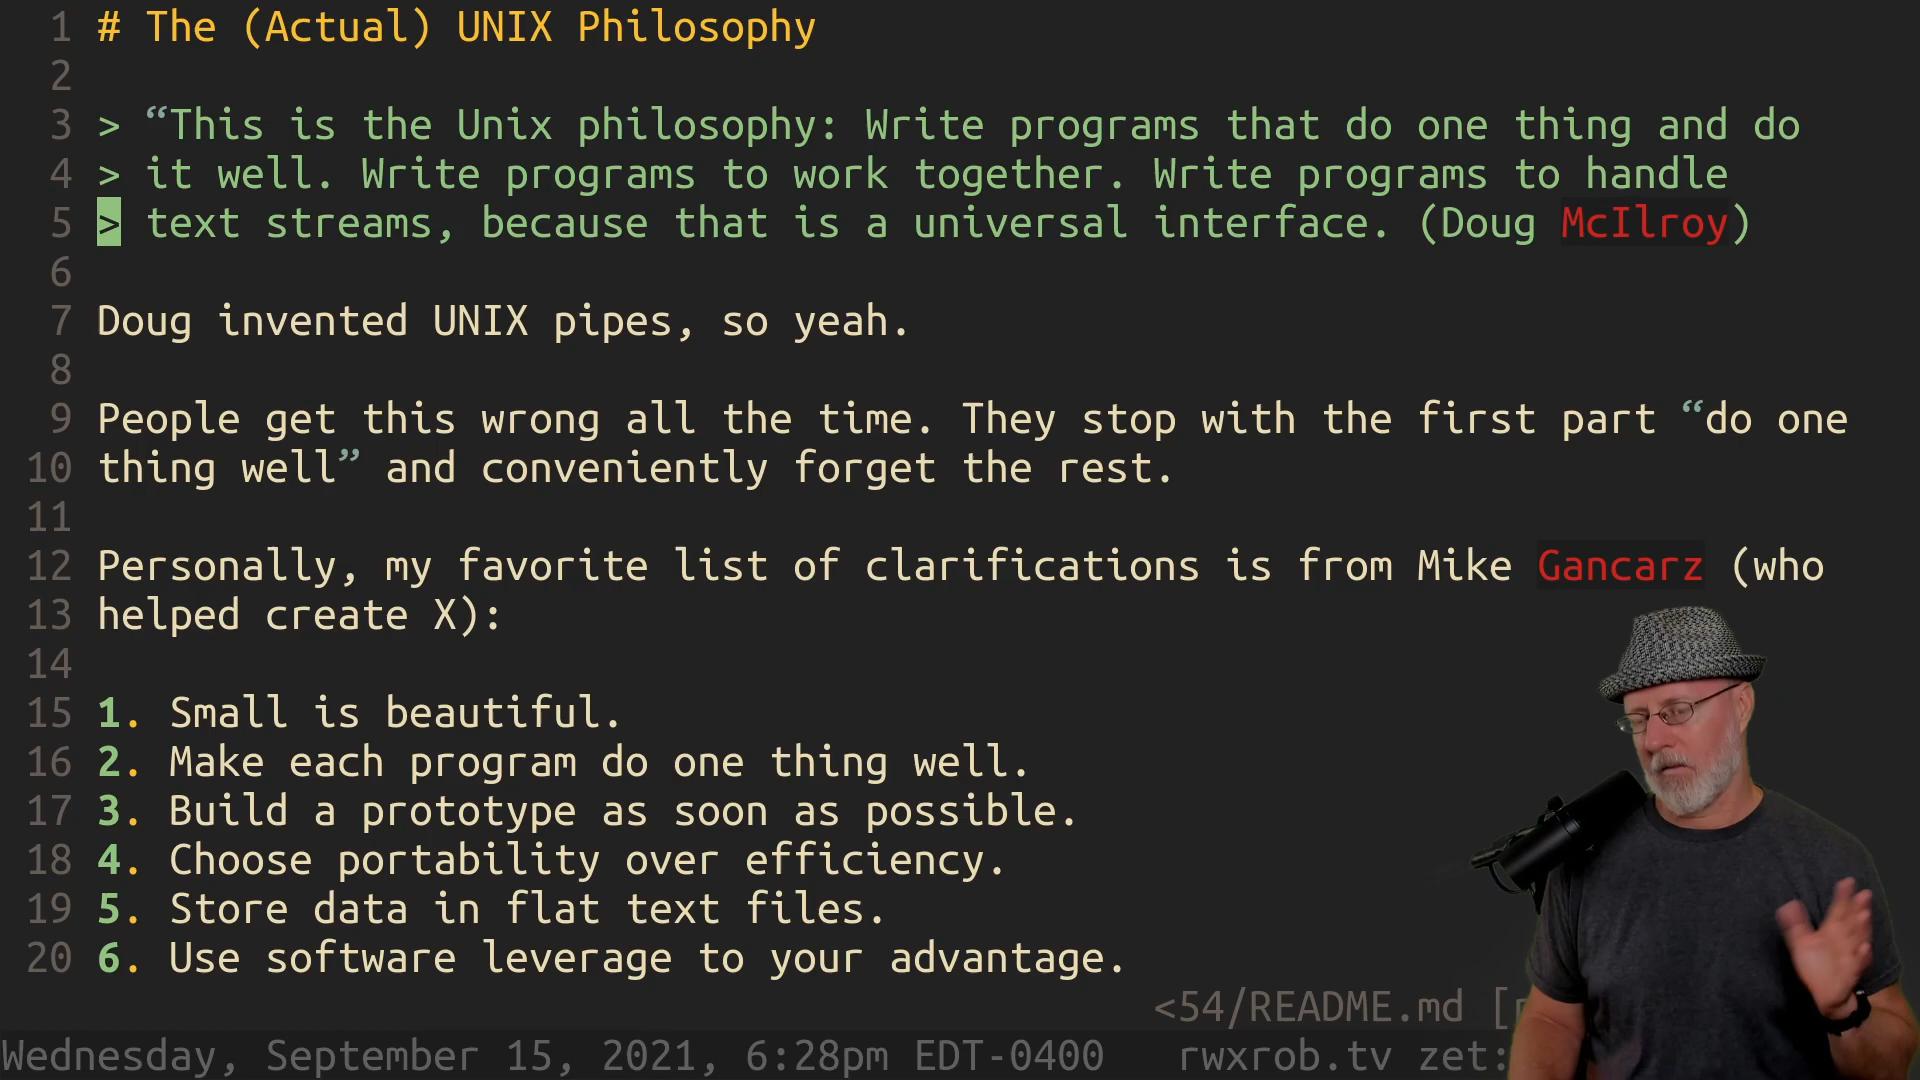 1 # The (Actual) UNIX Philosophy
2
3 > “This is the Unix philosophy: Write programs that do one thing and do
4 > it well. Write programs to work together. Write programs to handle
5 > text streams, because that is a universal interface. (Doug McIlroy)
6
7 Doug invented UNIX pipes, so yeah.
8
9 People get this wrong all the time. They stop with the first part “do one
10 thing well” and conveniently forget the rest.
11
12 Personally, my favorite list of clarifications is from Mike Gancarz (who
13 helped create X):
14
15 1. Small is beautiful.
16 2. Make each program do one thing well.
17 3. Build a prototype as soon as possible.
18 4. Choose portability over efficiency.
19 5. Store data in flat text files.
20 6. Use software leverage to your advantage.
<54/README.md [
Wednesday, September 15, 2021, 6:28pm EDT-0400 rwxrob.tv zet: